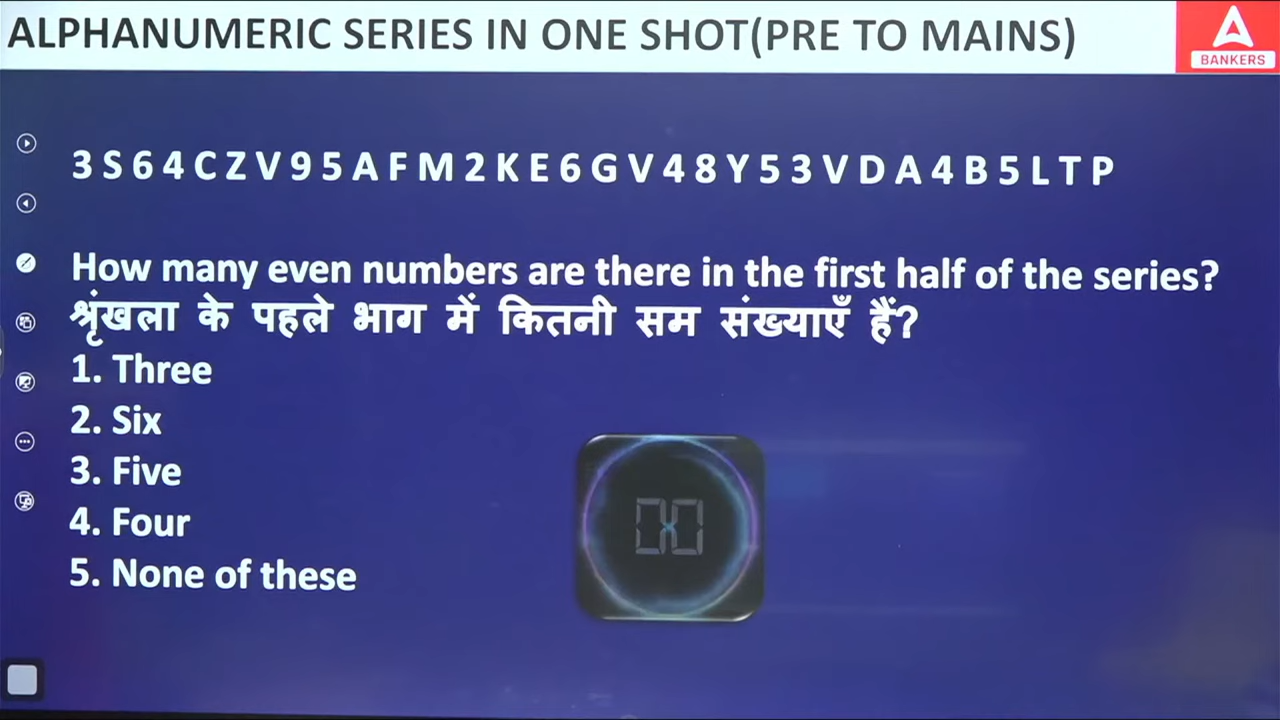 ALPHANUMERIC SERIES IN ONE SHOT(PRE TO MAINS)
A
BANKERS
3 S 6 4 C Z V 9 5 A F M 2 K E 6 G V 4 8 Y 5 3 V D A 4 B 5 L T P
How many even numbers are there in the first half of the series?
श्रृंखला के पहले भाग में कितनी सम संख्याएँ हैं?
1. Three
2. Six
3. Five
4. Four
5. None of these
00